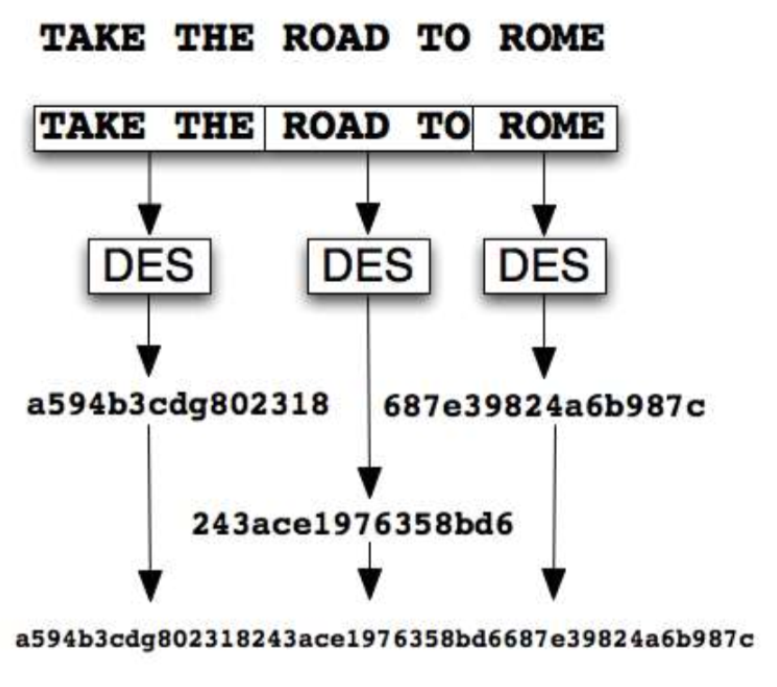 TAKE THE ROAD TO ROME
TAKE THE ROAD TO ROME
DES DES DES
a594b3cdg802318 687e39824a6b987c
243ace1976358bd6
a594b3cdg802318243ace1976358bd6687e39824a6b987c